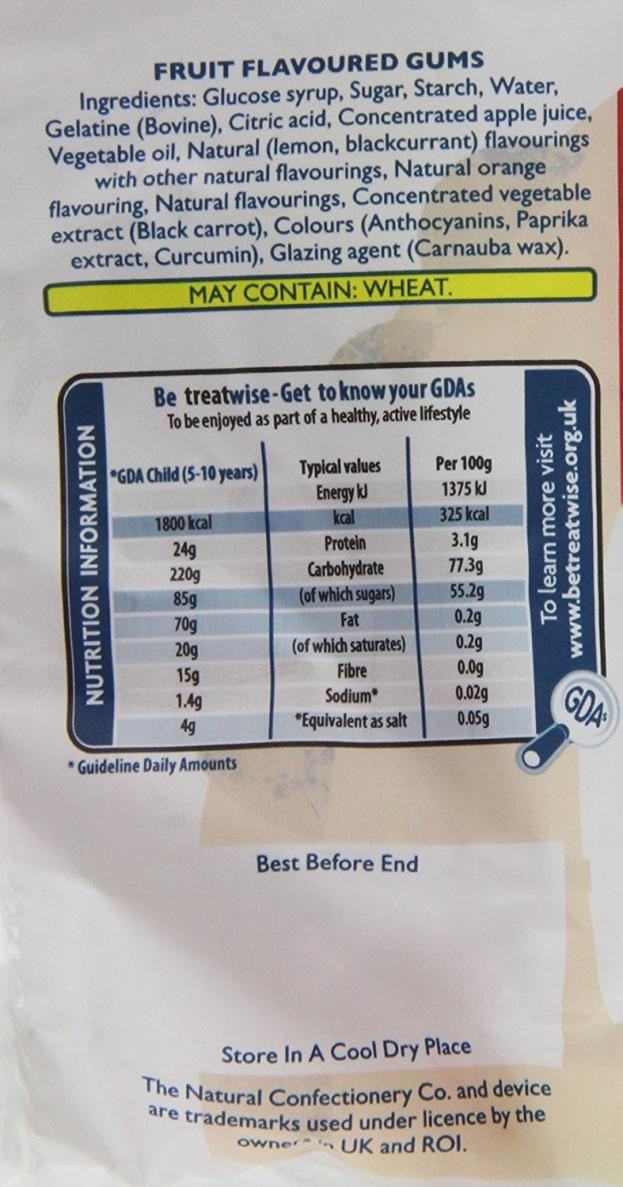 FRUIT FLAVOURED GUMS
Ingredients: Glucose syrup, Sugar, Starch, Water,
Gelatine (Bovine), Citric acid, Concentrated apple juice,
Vegetable oil, Natural (lemon, blackcurrant) flavourings
with other natural flavourings, Natural orange
flavouring, Natural flavourings, Concentrated vegetable
extract (Black carrot), Colours (Anthocyanins, Paprika
extract, Curcumin), Glazing agent (Carnauba wax).
MAY CONTAIN: WHEAT.
NUTRITION INFORMATION
Be treatwise-Get to know your GDAs
To be enjoyed as part of a healthy, active lifestyle
*GDA Child (5-10 years) Typical values Per 100g
Energy kJ 1375 kJ
1800 kcal kcal 325 kcal
24g Protein 3.1g
220g Carbohydrate 77.3g
85g (of which sugars) 55.2g
70g Fat 0.2g
20g (of which saturates) 0.2g
15g Fibre 0.0g
1.4g Sodium* 0.02g
4g *Equivalent as salt 0.05g
To learn more visit
www.betreatwise.org.uk
GDAs
* Guideline Daily Amounts
Best Before End
Store In A Cool Dry Place
The Natural Confectionery Co. and device
are trademarks used under licence by the
UK and ROI.